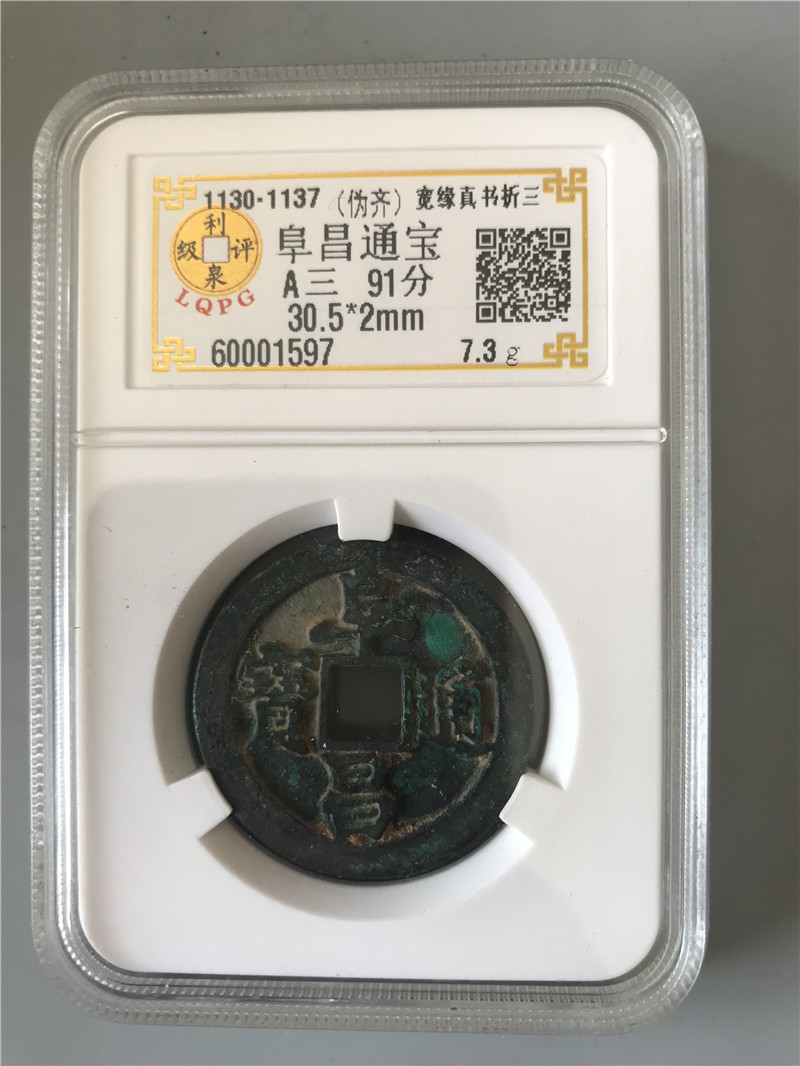 1130-1137 (伪齐) 宽缘真书折三
利泉评级
LQPG
阜昌通宝
A三 91分
30.5*2mm
60001597 7.3 g
昌
通
寶